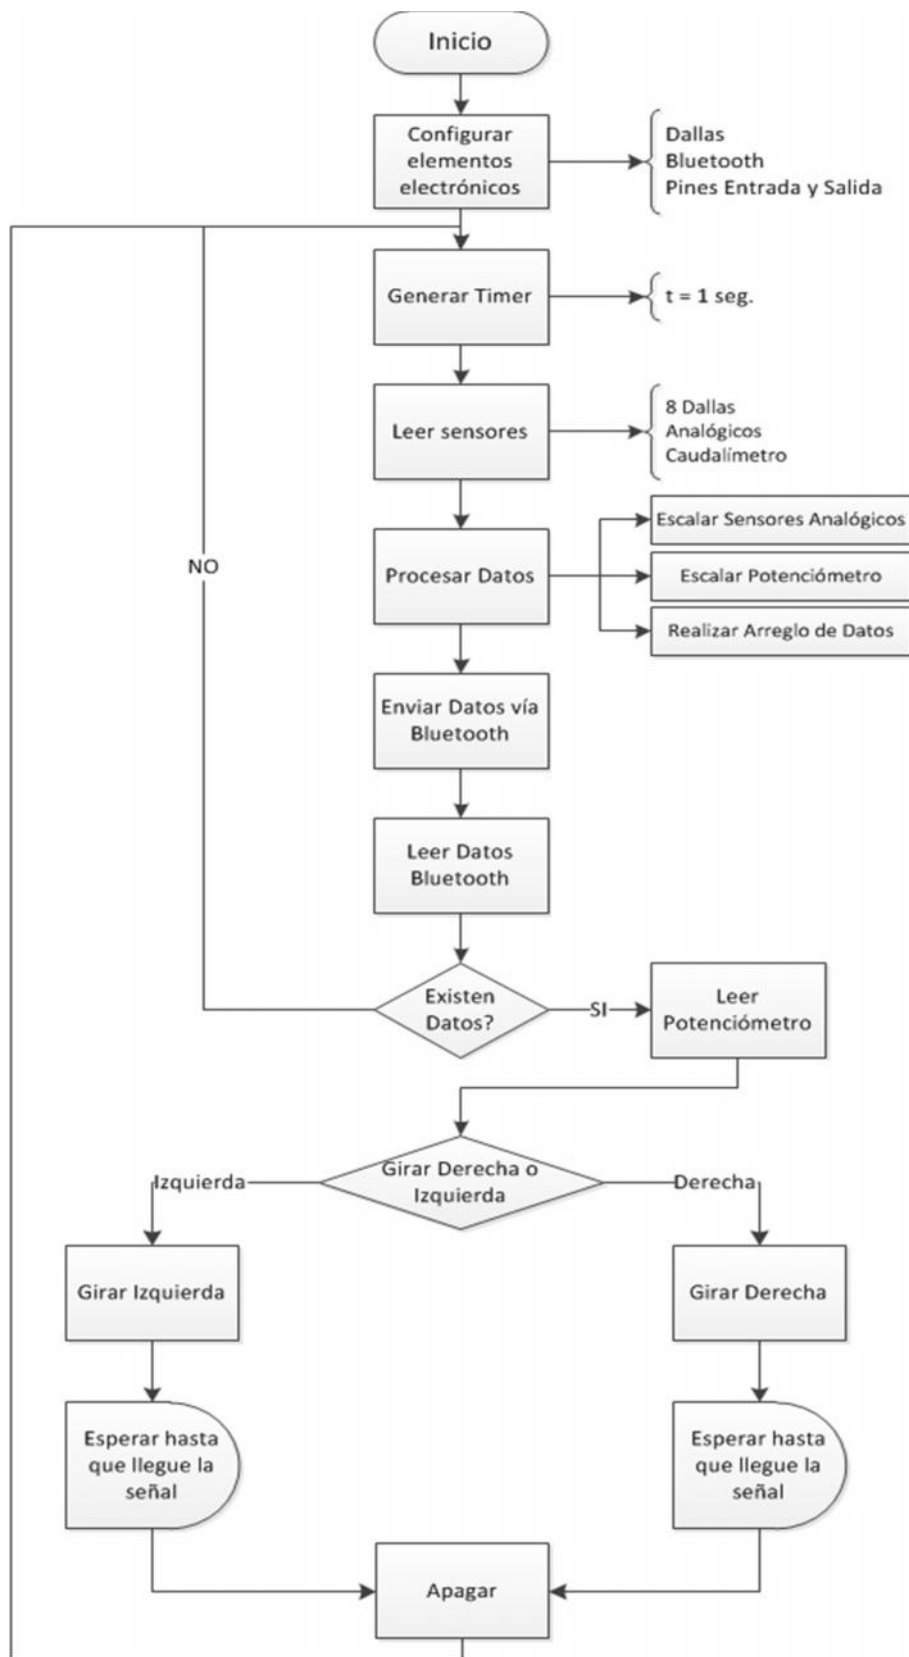 Inicio
Configurar
elementos
electrónicos
Dallas
Bluetooth
Pines Entrada y Salida
Generar Timer
t = 1 seg.
Leer sensores
8 Dallas
Analógicos
Caudalímetro
Procesar Datos
Escalar Sensores Analógicos
Escalar Potenciómetro
Realizar Arreglo de Datos
NO
Enviar Datos vía
Bluetooth
Leer Datos
Bluetooth
Existen
Datos?
SI
Leer
Potenciómetro
Girar Derecha o
Izquierda
Izquierda
Derecha
Girar Izquierda
Girar Derecha
Esperar hasta
que llegue la
señal
Esperar hasta
que llegue la
señal
Apagar